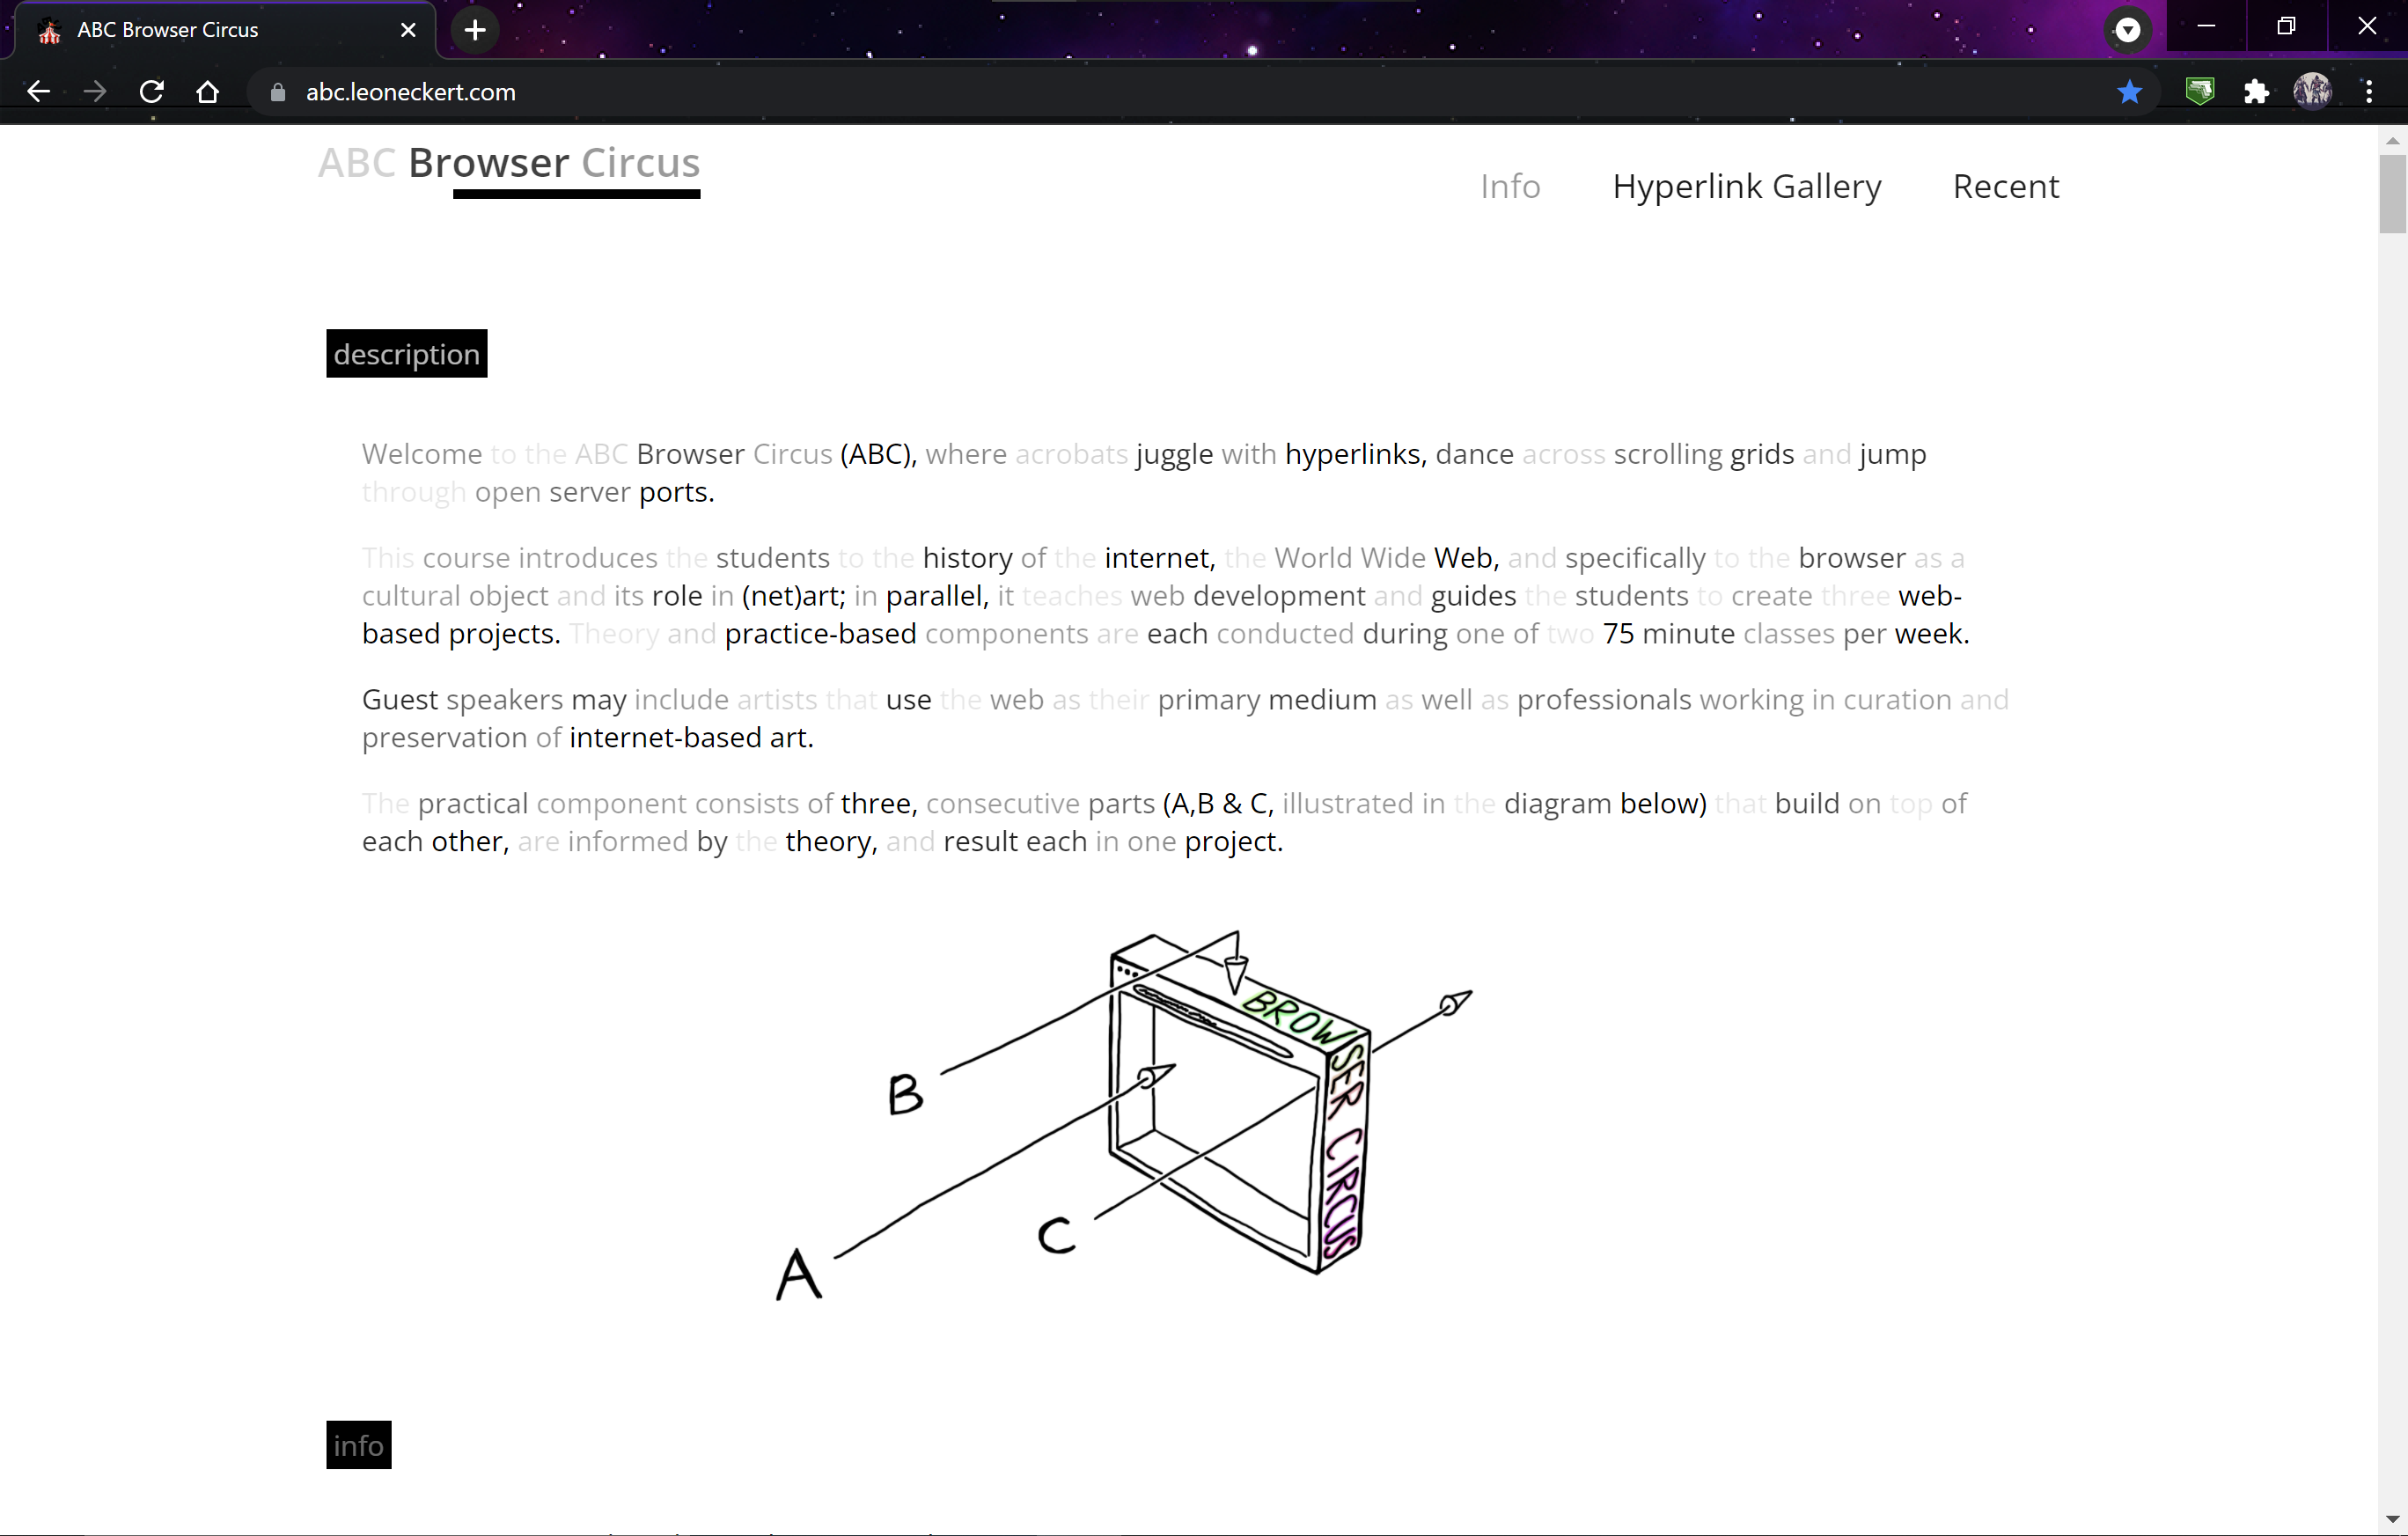 ABC Browser Circus
abc.leoneckert.com
ABC Browser Circus
Info
Hyperlink Gallery
Recent
description
Welcome to the ABC Browser Circus (ABC), where acrobats juggle with hyperlinks, dance across scrolling grids and jump
through open server ports.
This course introduces the students to the history of the internet, the World Wide Web, and specifically to the browser as a
cultural object and its role in (net)art; in parallel, it teaches web development and guides the students to create three web-
based projects. Theory and practice-based components are each conducted during one of two 75 minute classes per week.
Guest speakers may include artists that use the web as their primary medium as well as professionals working in curation and
preservation of internet-based art.
The practical component consists of three, consecutive parts (A,B & C, illustrated in the diagram below) that build on top of
each other, are informed by the theory, and result each in one project.
BROWSER CIRCUS
B
C
A
info